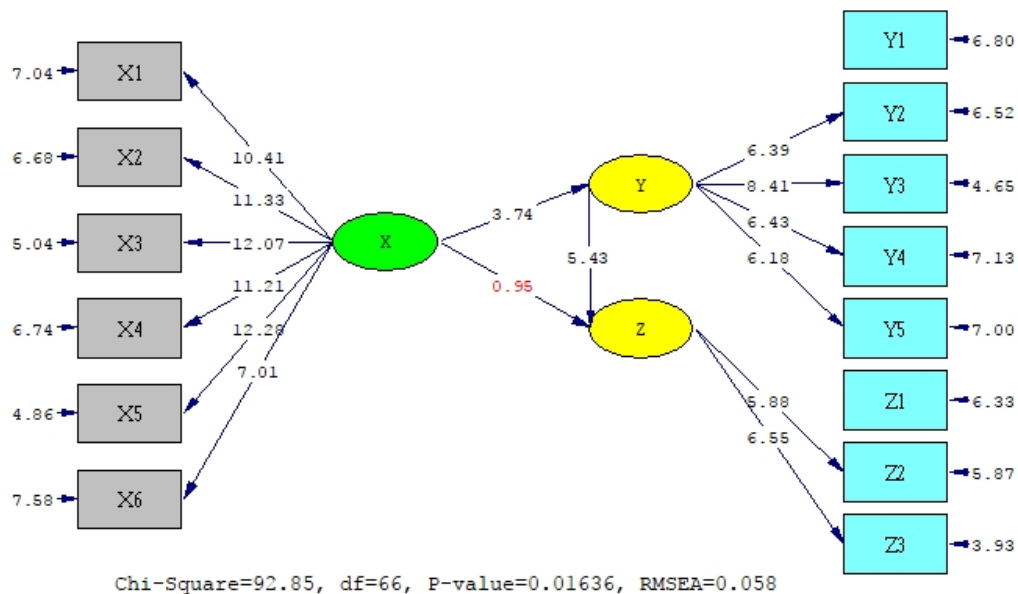 Y1
6.80
7.04
X1
Y2
6.52
6.39
X2
6.68
10.41
Y
Y3
4.65
8.41
11.33
3.74
6.43
X3
5.04
12.07
X
5.43
6.18
Y4
7.13
11.21
0.95
X4
6.74
12.28
Z
Y5
7.00
7.01
X5
4.86
5.88
Z1
6.33
6.55
X6
7.58
Z2
5.87
Z3
3.93
Chi-Square=92.85, df=66, P-value=0.01636, RMSEA=0.058